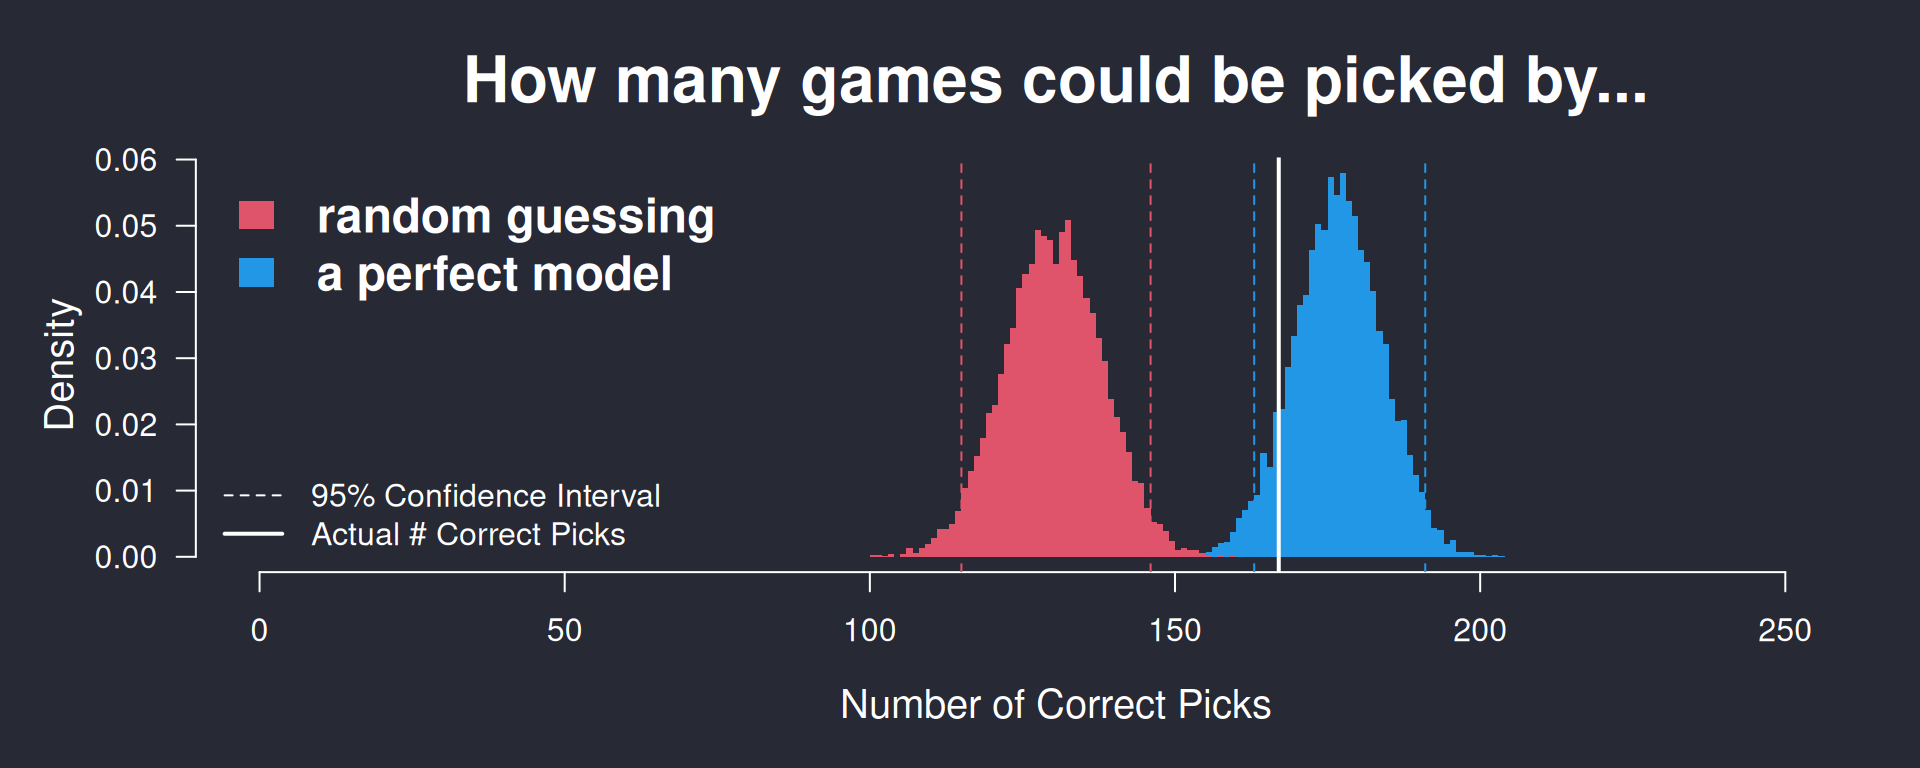 How many games could be picked by...
0.06
0.05
0.04
0.03
0.02
0.01
0.00
Density
random guessing
a perfect model
95% Confidence Interval
Actual # Correct Picks
0 50 100 150 200 250
Number of Correct Picks